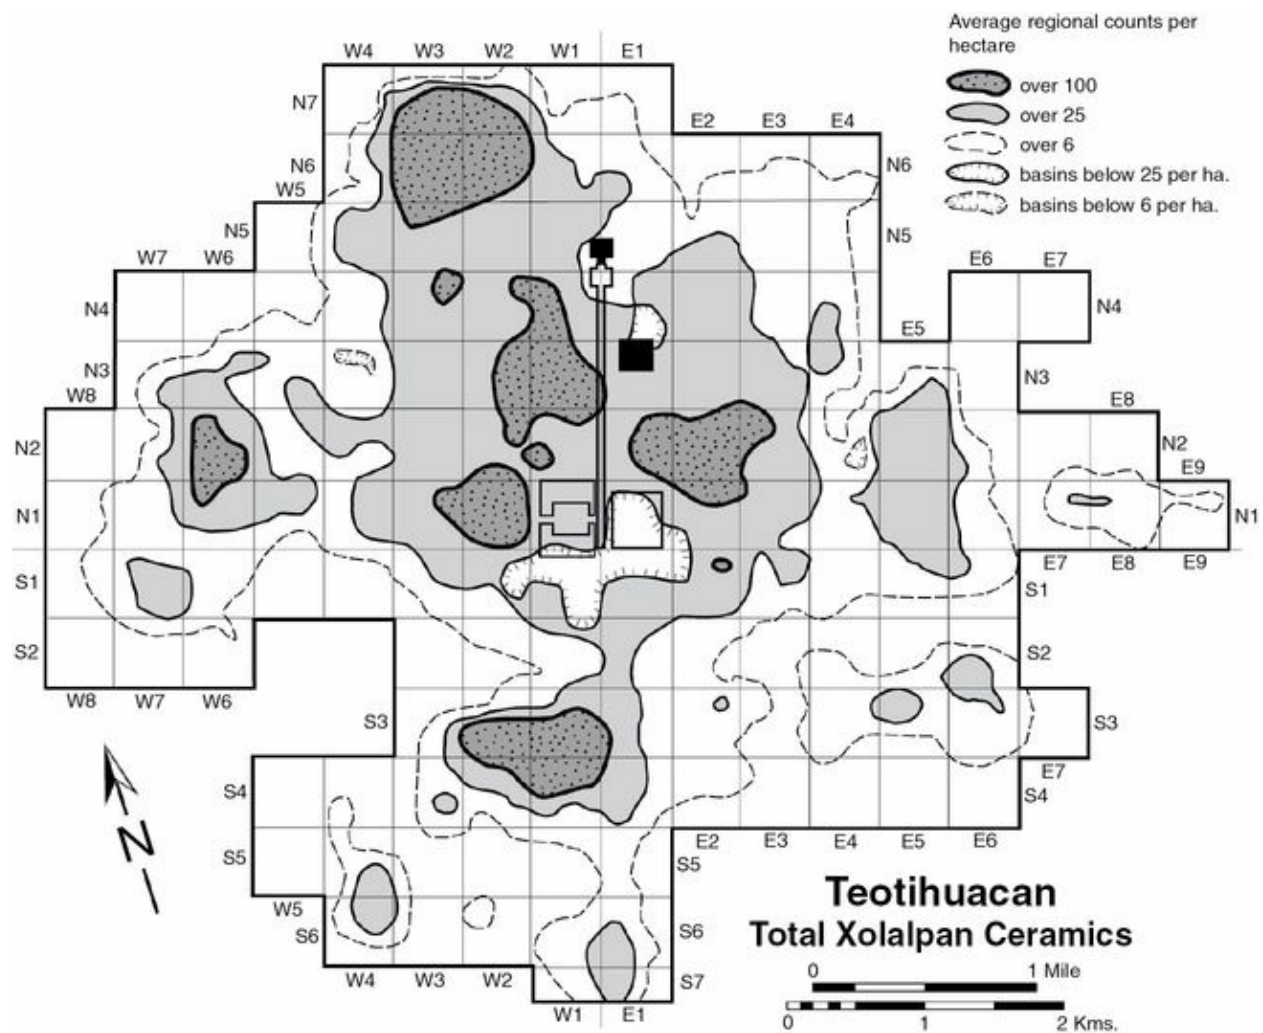 Average regional counts per
hectare
over 100
over 25
over 6
basins below 25 per ha.
basins below 6 per ha.
W4 W3 W2 W1 E1
N7
E2 E3 E4
N6 N6
W5
N5 N5
W7 W6 E6 E7
N4 N4
E5
N3 N3
W8 E8
N2 N2
E9
N1 N1
E7 E8 E9
S1 S1
S2 S2
W8 W7 W6
S3 S3
E7
S4 S4
E2 E3 E4 E5 E6
S5 S5
W5
S6 S6
W4 W3 W2 S7
W1 E1
N
Teotihuacan
Total Xolalpan Ceramics
0 1 Mile
0 1 2 Kms.